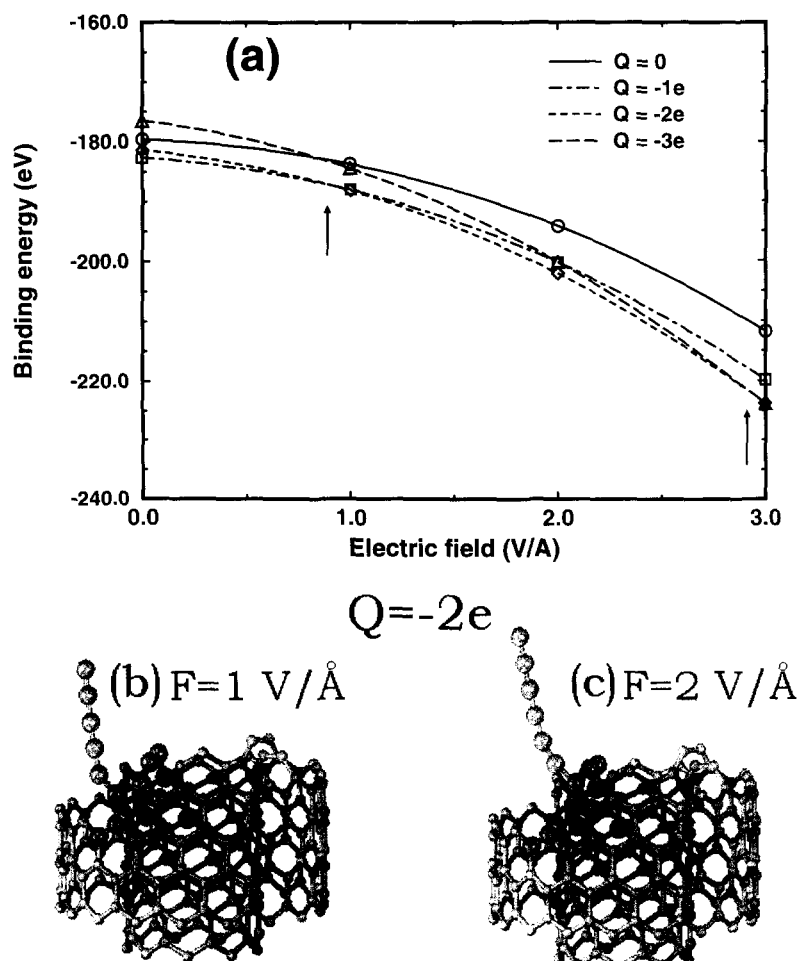 -160.0
(a)
Q = 0
Q = -1e
Q = -2e
Q = -3e
-180.0
-200.0
-220.0
-240.0
Binding energy (eV)
0.0 1.0 2.0 3.0
Electric field (V/A)
Q=-2e
(b) F=1 V/Å
(c) F=2 V/Å